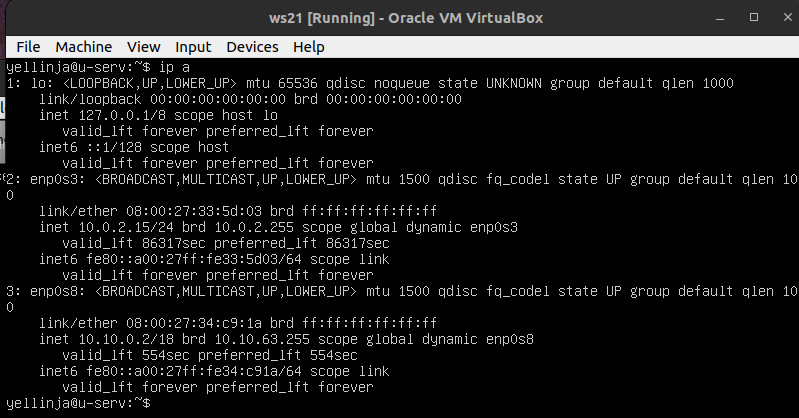 ws21 [Running] - Oracle VM VirtualBox
File Machine View Input Devices Help
yellinja@u-serv:~$ ip a
1: lo: <LOOPBACK,UP,LOWER_UP> mtu 65536 qdisc noqueue state UNKNOWN group default qlen 1000
link/loopback 00:00:00:00:00:00 brd 00:00:00:00:00:00
inet 127.0.0.1/8 scope host lo
valid_lft forever preferred_lft forever
inet6 ::1/128 scope host
valid_lft forever preferred_lft forever
2: enp0s3: <BROADCAST,MULTICAST,UP,LOWER_UP> mtu 1500 qdisc fq_codel state UP group default qlen 100
0
link/ether 08:00:27:33:5d:03 brd ff:ff:ff:ff:ff:ff
inet 10.0.2.15/24 brd 10.0.2.255 scope global dynamic enp0s3
valid_lft 86317sec preferred_lft 86317sec
inet6 fe80::a00:27ff:fe33:5d03/64 scope link
valid_lft forever preferred_lft forever
3: enp0s8: <BROADCAST,MULTICAST,UP,LOWER_UP> mtu 1500 qdisc fq_codel state UP group default qlen 100
0
link/ether 08:00:27:34:c9:1a brd ff:ff:ff:ff:ff:ff
inet 10.10.0.2/18 brd 10.10.63.255 scope global dynamic enp0s8
valid_lft 554sec preferred_lft 554sec
inet6 fe80::a00:27ff:fe34:c91a/64 scope link
valid_lft forever preferred_lft forever
yellinja@u-serv:~$